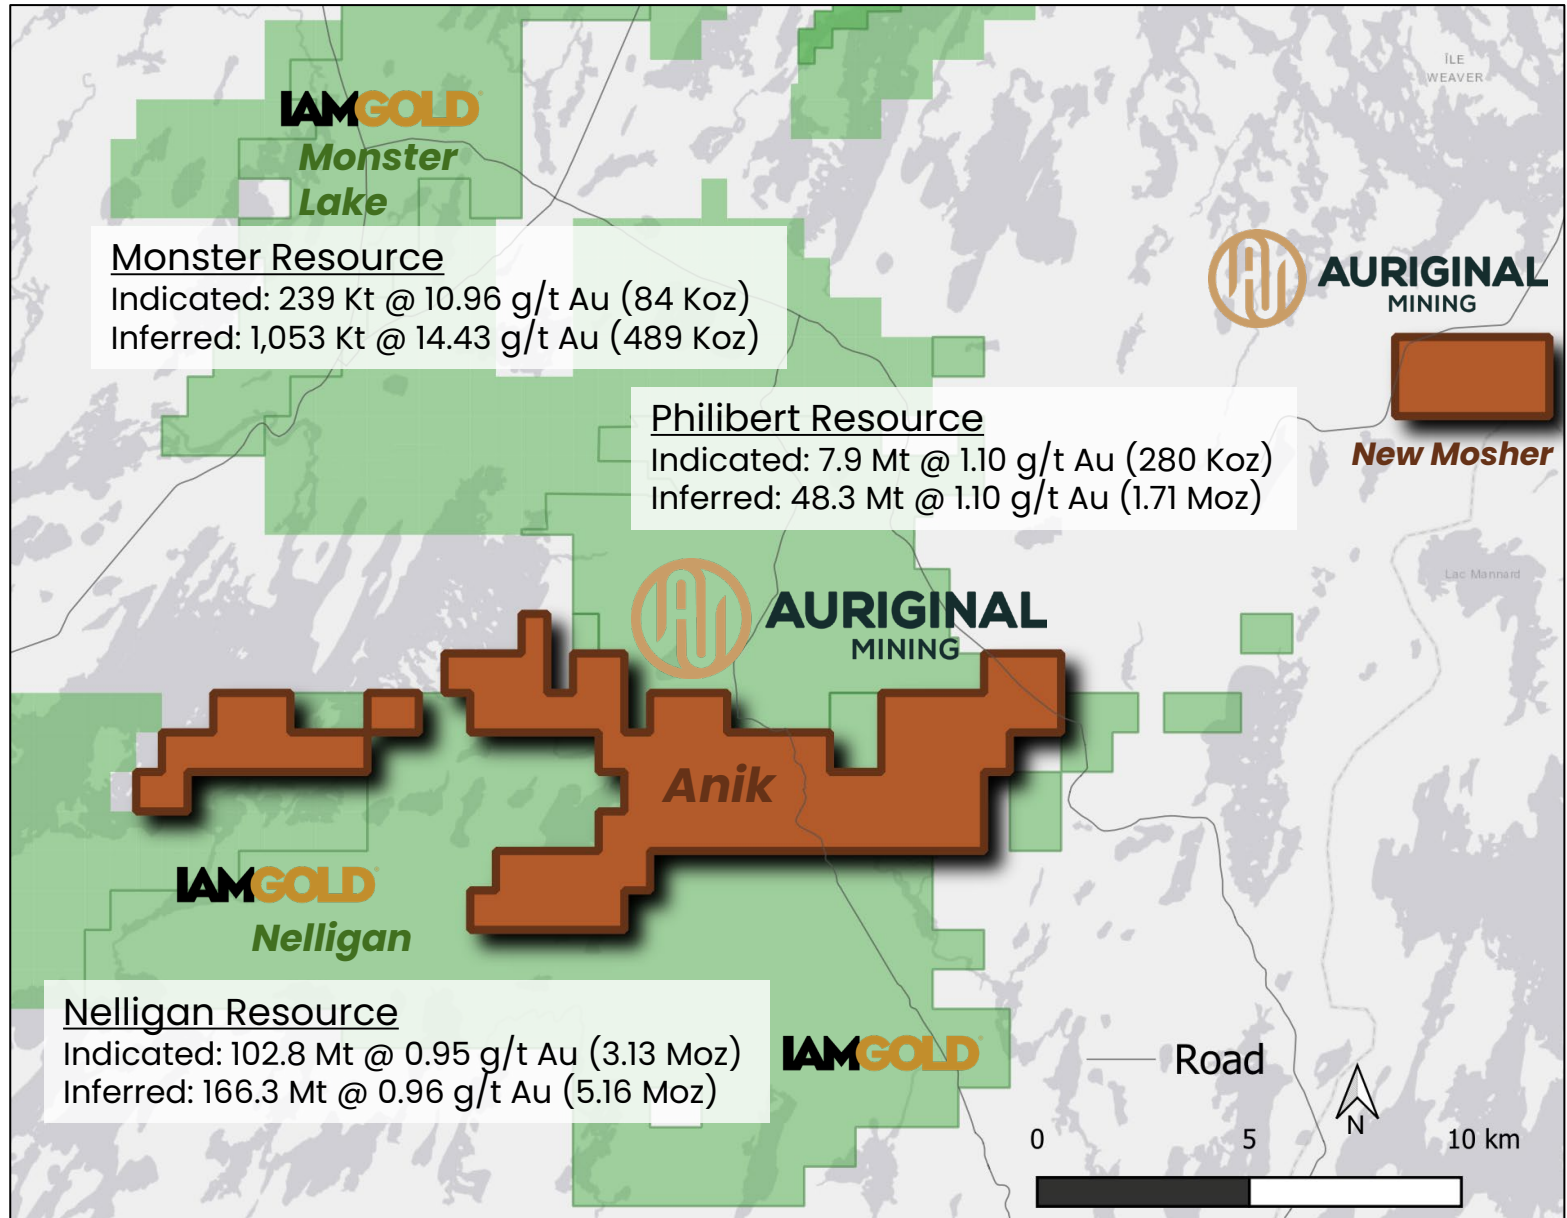 ÎLE
WEAVER
IAMGOLD
Monster
Lake
Monster Resource
Indicated: 239 Kt @ 10.96 g/t Au (84 Koz)
Inferred: 1,053 Kt @ 14.43 g/t Au (489 Koz)
AURIGINAL
MINING
New Mosher
Philibert Resource
Indicated: 7.9 Mt @ 1.10 g/t Au (280 Koz)
Inferred: 48.3 Mt @ 1.10 g/t Au (1.71 Moz)
Lac Mannard
AURIGINAL
MINING
Anik
IAMGOLD
Nelligan
Nelligan Resource
Indicated: 102.8 Mt @ 0.95 g/t Au (3.13 Moz)
Inferred: 166.3 Mt @ 0.96 g/t Au (5.16 Moz)
IAMGOLD
Road
N
0 5 10 km